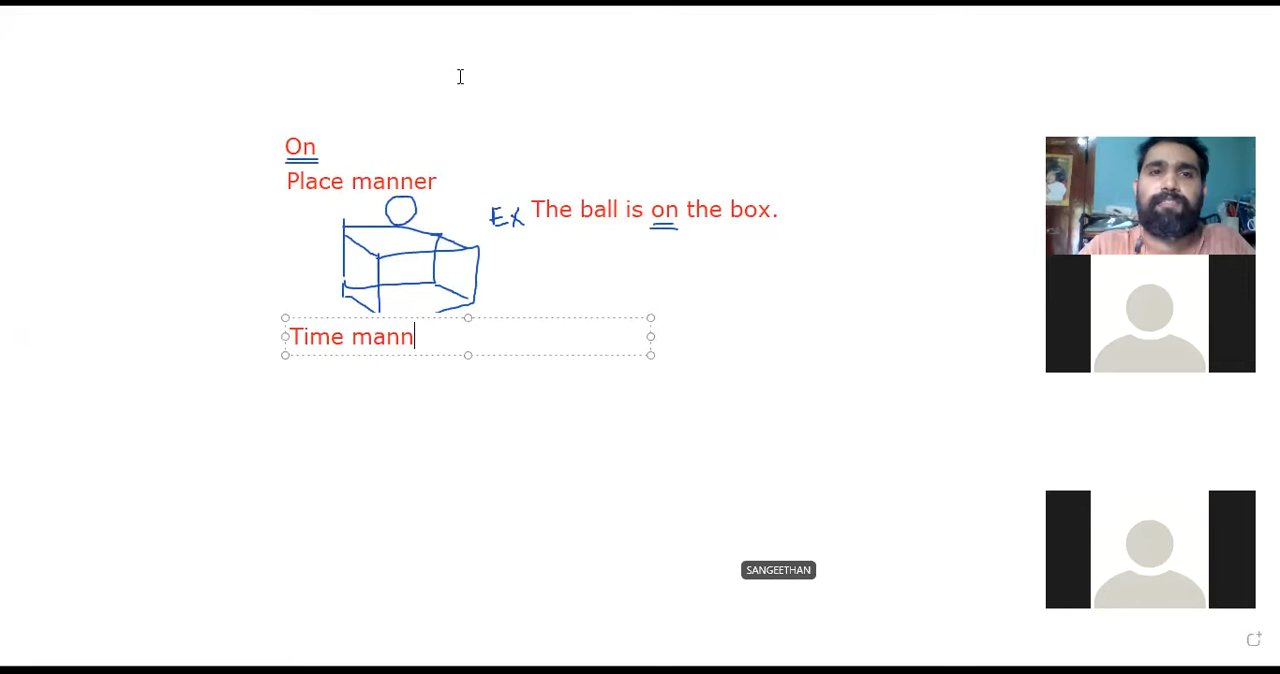 On
Place manner
Ex The ball is on the box.
Time mann
SANGEETHAN